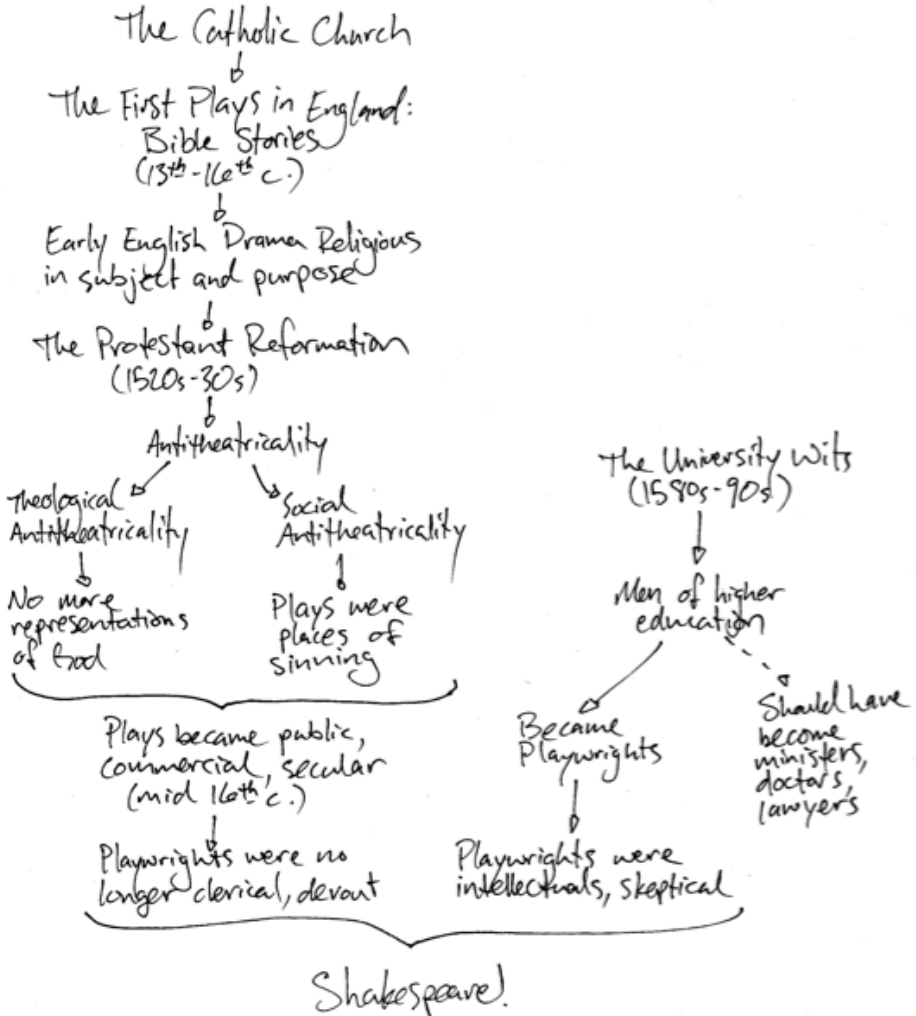 The Catholic Church
The First Plays in England:
Bible Stories
(13th-16th c.)
Early English Drama Religious
in subject and purpose
The Protestant Reformation
(1520s-30s)
Antitheatricality
Theological
Antitheatricality
Social
Antitheatricality
No more
representations
of God
Plays were
places of
sinning
Plays became public,
commercial, secular
(mid 16th c.)
Playwrights were no
longer clerical, devout
The University Wits
(1580s-90s)
Men of higher
education
Became
Playwrights
Should have
become
ministers,
doctors,
lawyers
Playwrights were
intellectuals, skeptical
Shakespeare!